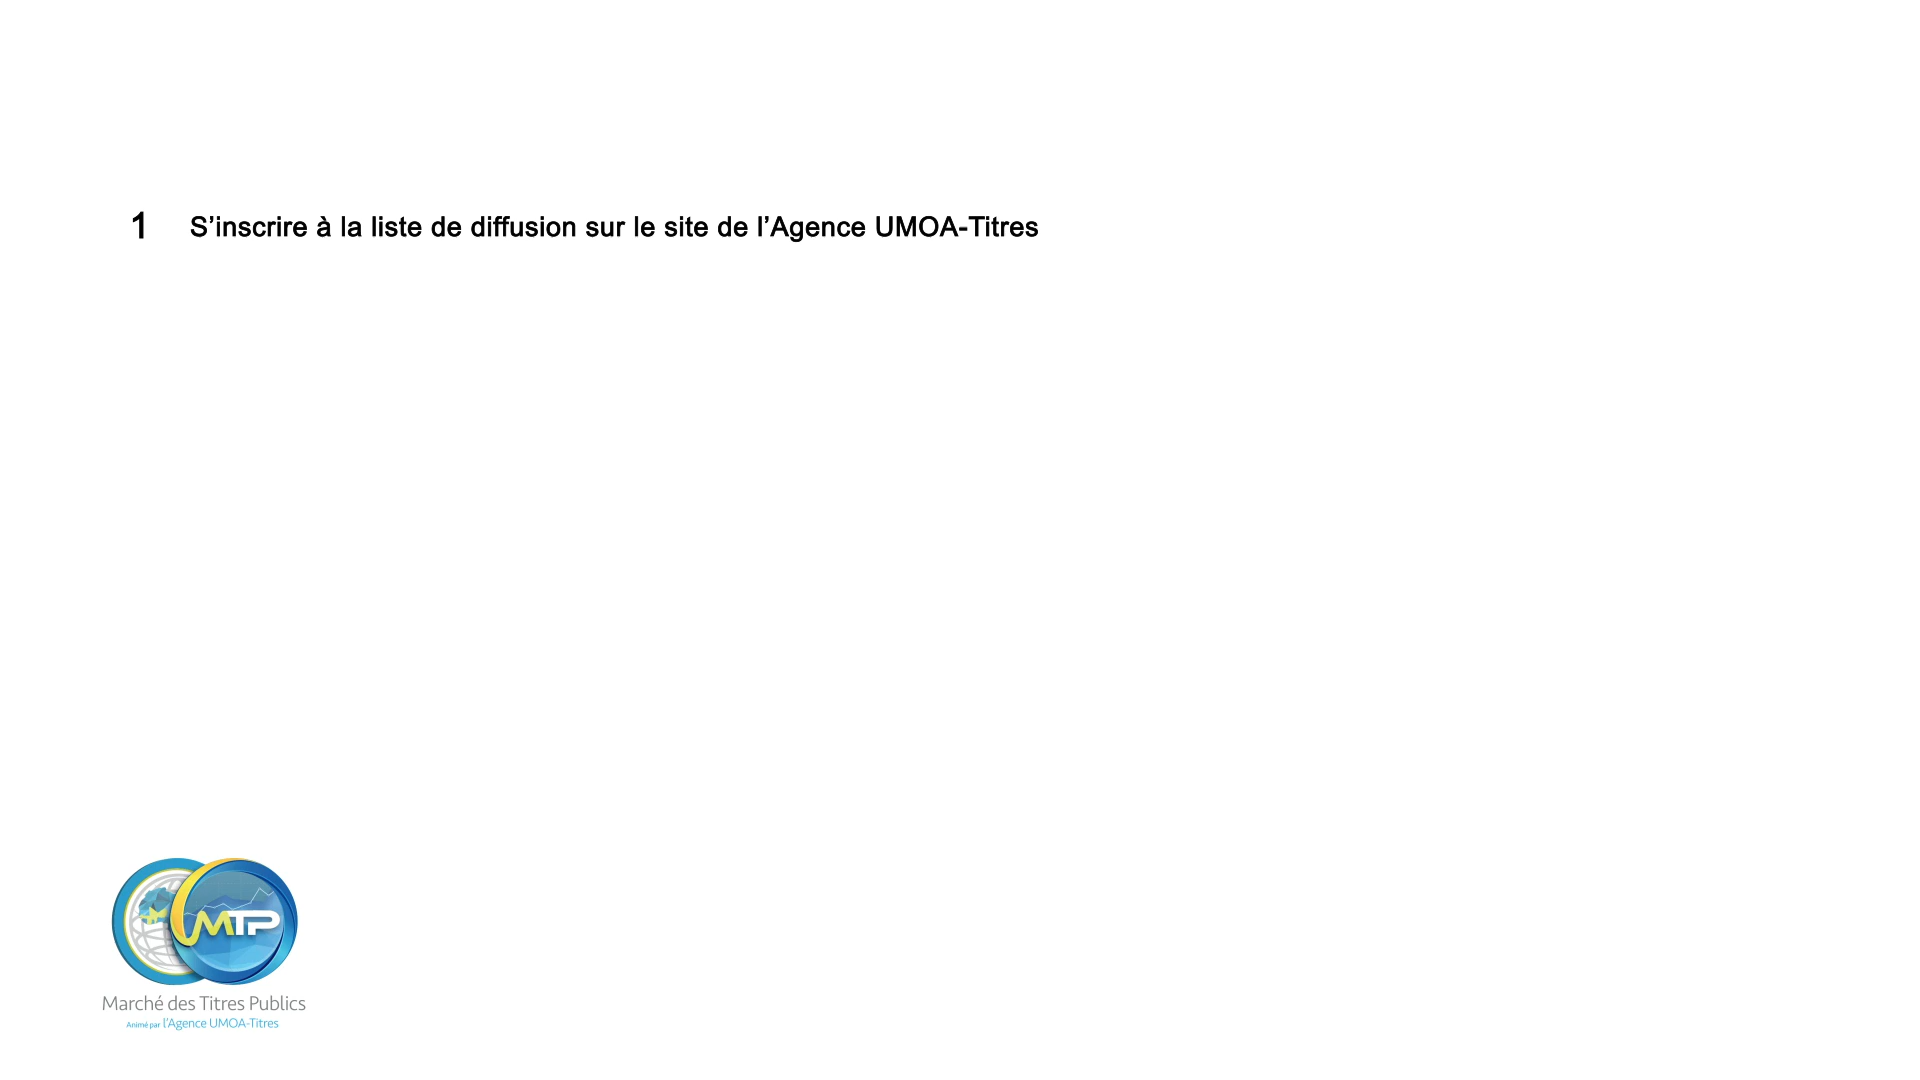 1 S’inscrire à la liste de diffusion sur le site de l’Agence UMOA-Titres
MTP
Marché des Titres Publics
Animé par l’Agence UMOA-Titres